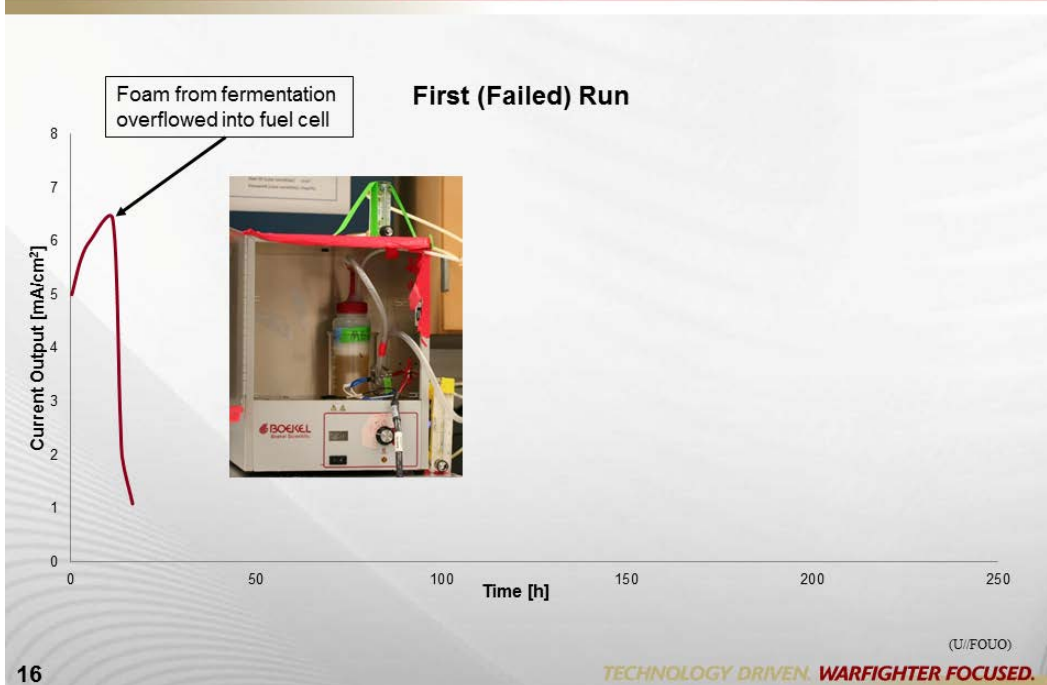 Foam from fermentation
overflowed into fuel cell
First (Failed) Run
8
7
6
5
4
3
2
1
0
Current Output [mA/cm²]
0 50 100 150 200 250
Time [h]
BOEKEL
(U//FOUO)
16
TECHNOLOGY DRIVEN. WARFIGHTER FOCUSED.